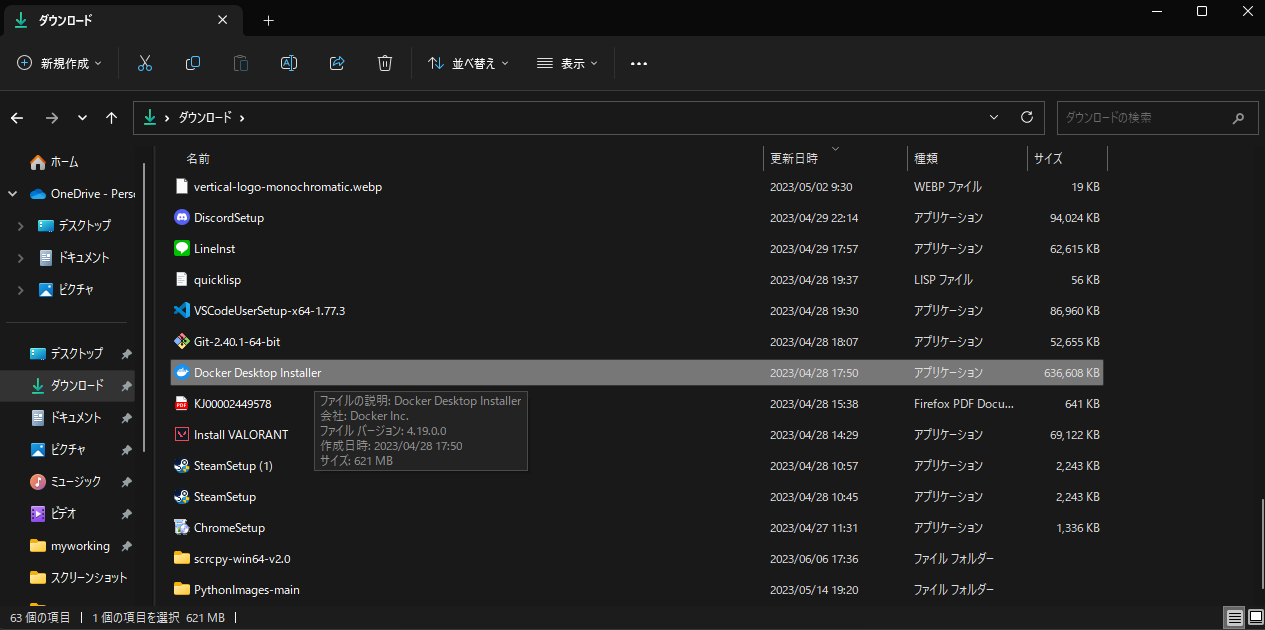 ダウンロード
新規作成
並べ替え
表示
ダウンロード
ダウンロードの検索
ホーム
OneDrive - Perso
デスクトップ
ドキュメント
ピクチャ
デスクトップ
ダウンロード
ドキュメント
ピクチャ
ミュージック
ビデオ
myworking
スクリーンショット
名前 更新日時 種類 サイズ
vertical-logo-monochromatic.webp 2023/05/02 9:30 WEBP ファイル 19 KB
DiscordSetup 2023/04/29 22:14 アプリケーション 94,024 KB
LineInst 2023/04/29 17:57 アプリケーション 62,615 KB
quicklisp 2023/04/28 19:37 LISP ファイル 56 KB
VSCodeUserSetup-x64-1.77.3 2023/04/28 19:30 アプリケーション 86,960 KB
Git-2.40.1-64-bit 2023/04/28 18:07 アプリケーション 52,655 KB
Docker Desktop Installer 2023/04/28 17:50 アプリケーション 636,608 KB
KJ00002449578 2023/04/28 15:38 Firefox PDF Docu... 641 KB
Install VALORANT 2023/04/28 14:29 アプリケーション 69,122 KB
SteamSetup (1) 2023/04/28 10:57 アプリケーション 2,243 KB
SteamSetup 2023/04/28 10:45 アプリケーション 2,243 KB
ChromeSetup 2023/04/27 11:31 アプリケーション 1,336 KB
scrcpy-win64-v2.0 2023/06/06 17:36 ファイル フォルダー
PythonImages-main 2023/05/14 19:20 ファイル フォルダー
ファイルの説明: Docker Desktop Installer
会社: Docker Inc.
ファイル バージョン: 4.19.0.0
作成日時: 2023/04/28 17:50
サイズ: 621 MB
63 個の項目 1 個の項目を選択 621 MB